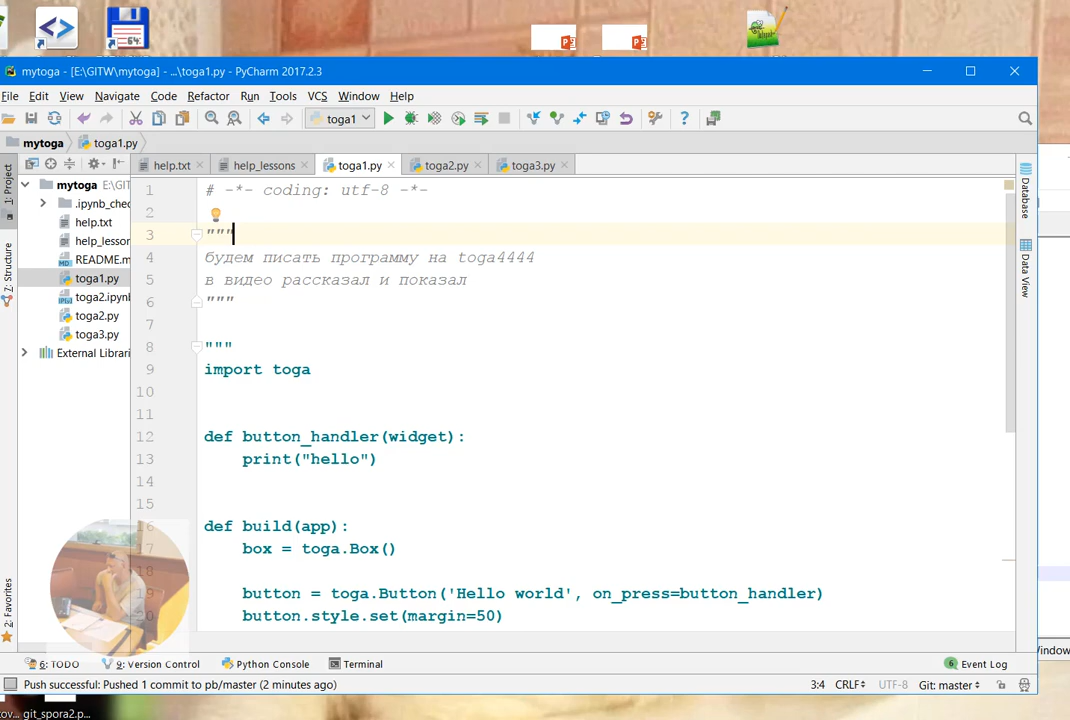 64
mytoga - [E:\GITW\mytoga] - ...\toga1.py - PyCharm 2017.2.3
File Edit View Navigate Code Refactor Run Tools VCS Window Help
toga1
mytoga toga1.py
help.txt help_lessons toga1.py toga2.py toga3.py
1: Project
Z: Structure
2: Favorites
mytoga E:\GIT
.ipynb_chec
help.txt
help_lesson
README.m
toga1.py
toga2.ipynb
toga2.py
toga3.py
External Librari
1 # -*- coding: utf-8 -*-
2
3 """
4 будем писать программу на toga4444
5 в видео рассказал и показал
6 """
7
8 """
9 import toga
10
11
12 def button_handler(widget):
13 print("hello")
14
15
16 def build(app):
17 box = toga.Box()
18
19 button = toga.Button('Hello world', on_press=button_handler)
20 button.style.set(margin=50)
Database
Data View
6: TODO 9: Version Control Python Console Terminal 6 Event Log
Push successful: Pushed 1 commit to pb/master (2 minutes ago) 3:4 CRLF UTF-8 Git: master
git_spora2.p...